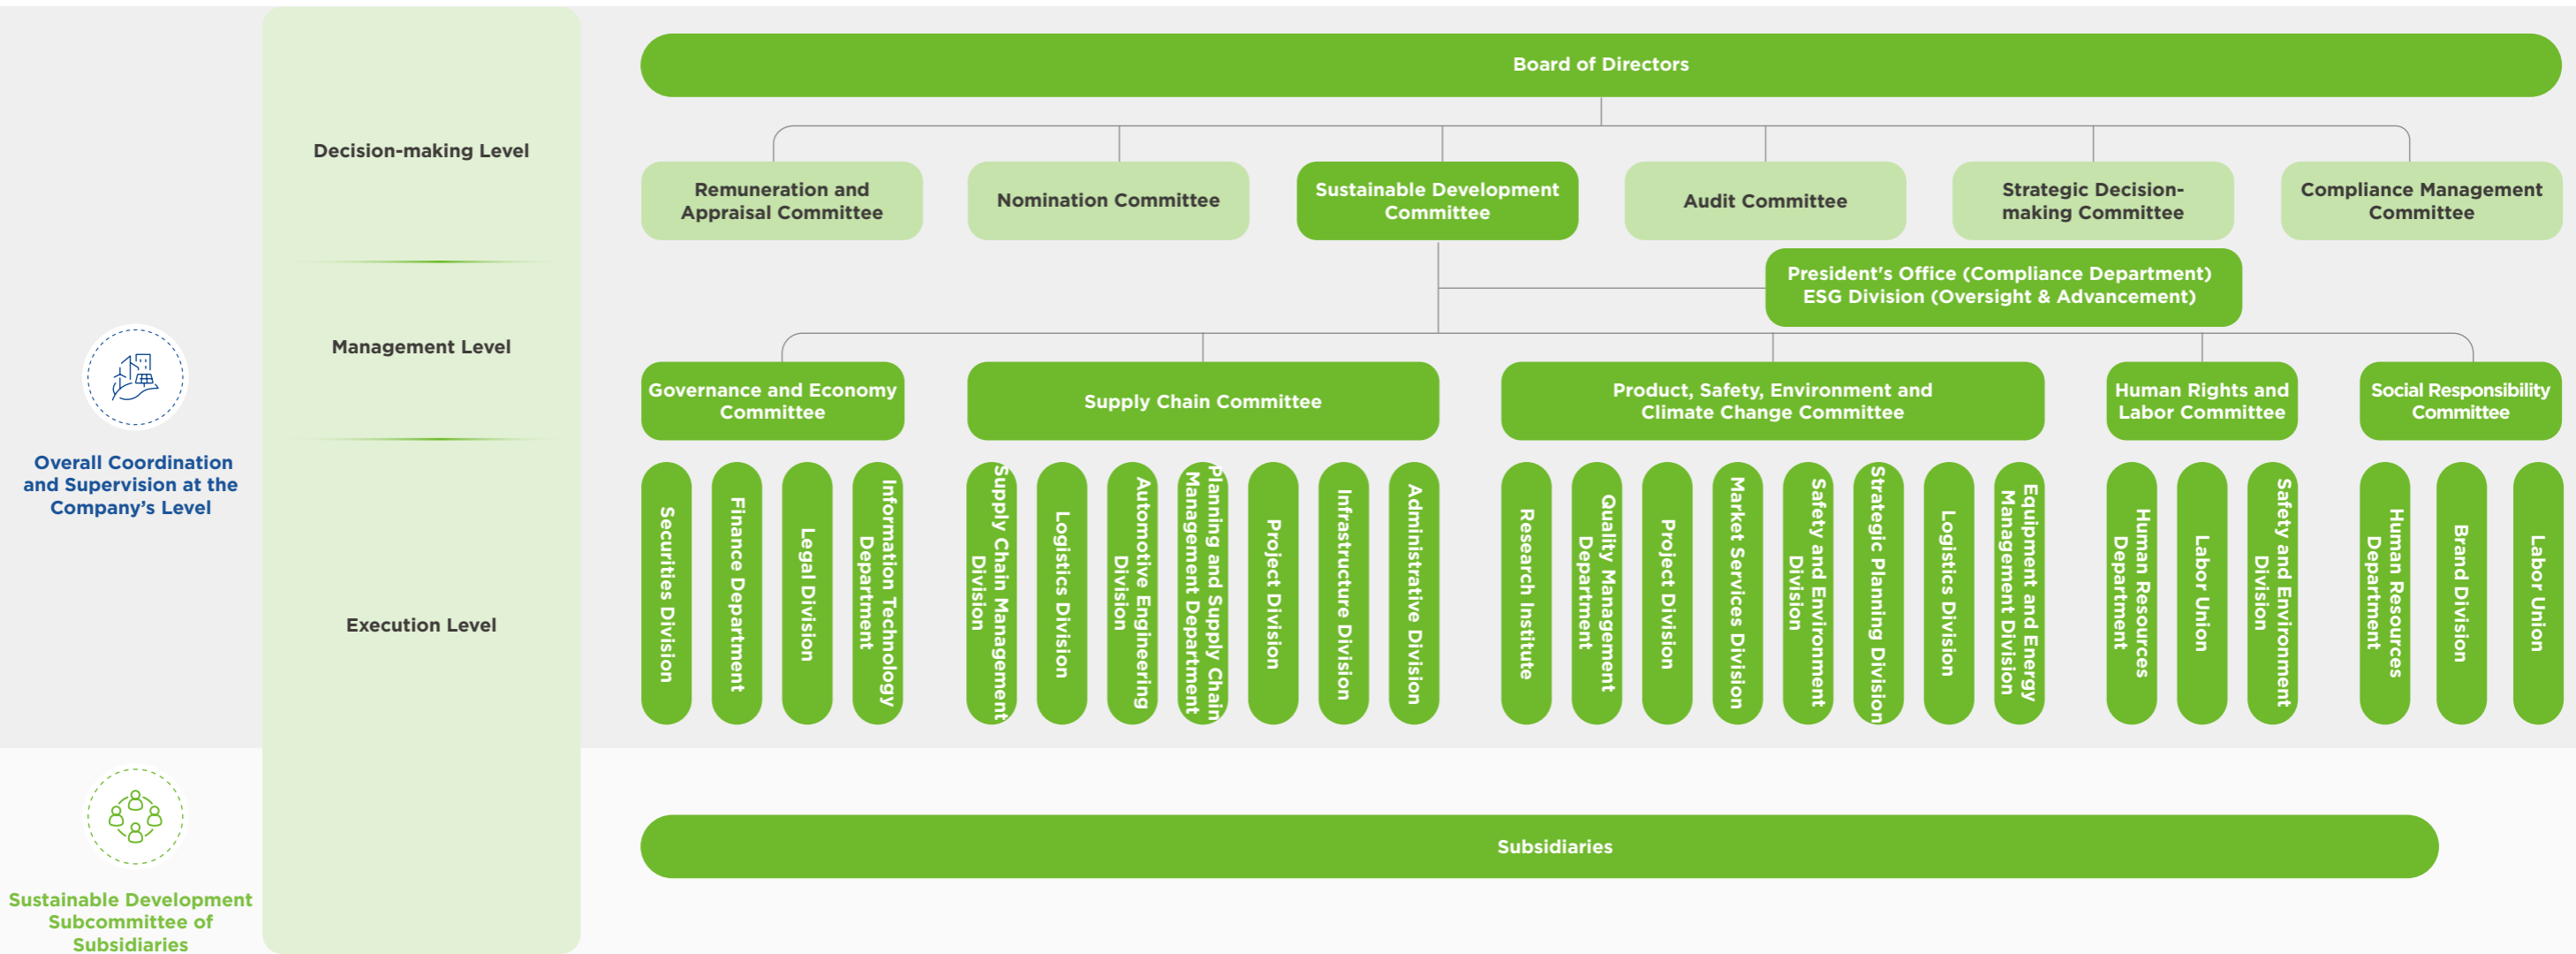 Board of Directors
Decision-making Level
Remuneration and
Appraisal Committee
Nomination Committee
Sustainable Development
Committee
Audit Committee
Strategic Decision-
making Committee
Compliance Management
Committee
President's Office (Compliance Department)
ESG Division (Oversight & Advancement)
Management Level
Governance and Economy
Committee
Supply Chain Committee
Product, Safety, Environment and
Climate Change Committee
Human Rights and
Labor Committee
Social Responsibility
Committee
Overall Coordination
and Supervision at the
Company’s Level
Execution Level
Securities Division
Finance Department
Legal Division
Information Technology
Department
Supply Chain Management
Division
Logistics Division
Automotive Engineering
Division
Planning and Supply Chain
Management Department
Project Division
Infrastructure Division
Administrative Division
Research Institute
Quality Management
Department
Project Division
Market Services Division
Safety and Environment
Division
Strategic Planning Division
Logistics Division
Equipment and Energy
Management Division
Human Resources
Department
Labor Union
Safety and Environment
Division
Human Resources
Department
Brand Division
Labor Union
Sustainable Development
Subcommittee of
Subsidiaries
Subsidiaries